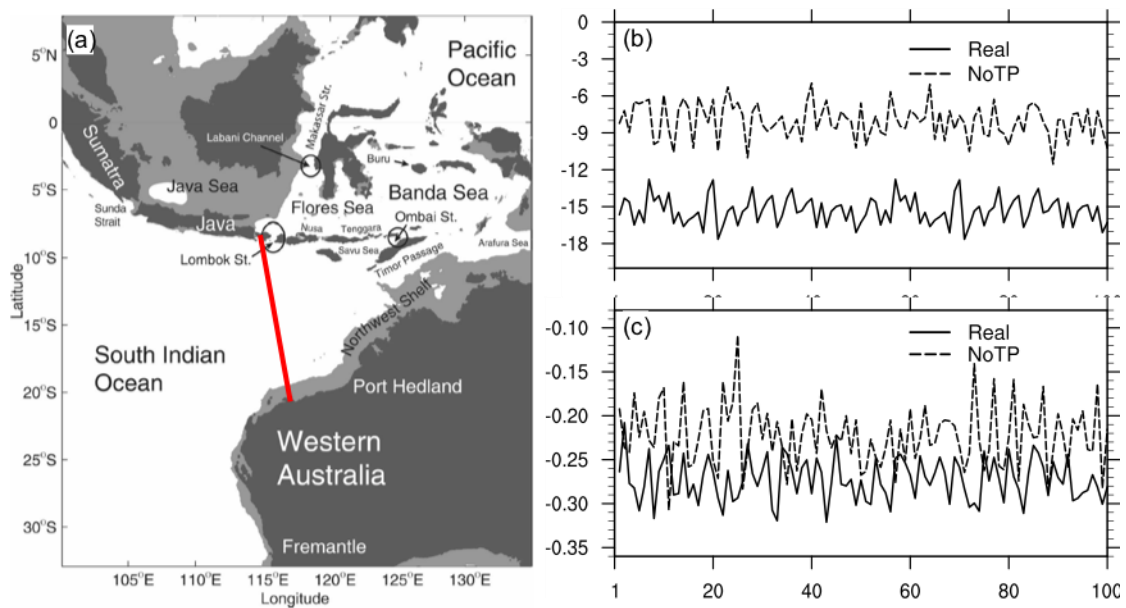 (a)
Pacific
Ocean
5°N
0
5°S
10°S
15°S
20°S
25°S
30°S
Latitude
Labani Channel
Makassar Str.
Sumatra
Buru
Java Sea
Banda Sea
Flores Sea
Sunda
Strait
Java
Nusa
Tenggara
Ombai St.
Lombok St.
Savu Sea
Arafura Sea
Timor Passage
Northwest Shelf
South Indian
Ocean
Port Hedland
Western
Australia
Fremantle
105°E
110°E
115°E
120°E
125°E
130°E
Longitude
(b)
Real
NoTP
0
-3
-6
-9
-12
-15
-18
(c)
Real
NoTP
-0.10
-0.15
-0.20
-0.25
-0.30
-0.35
1
20
40
60
80
100